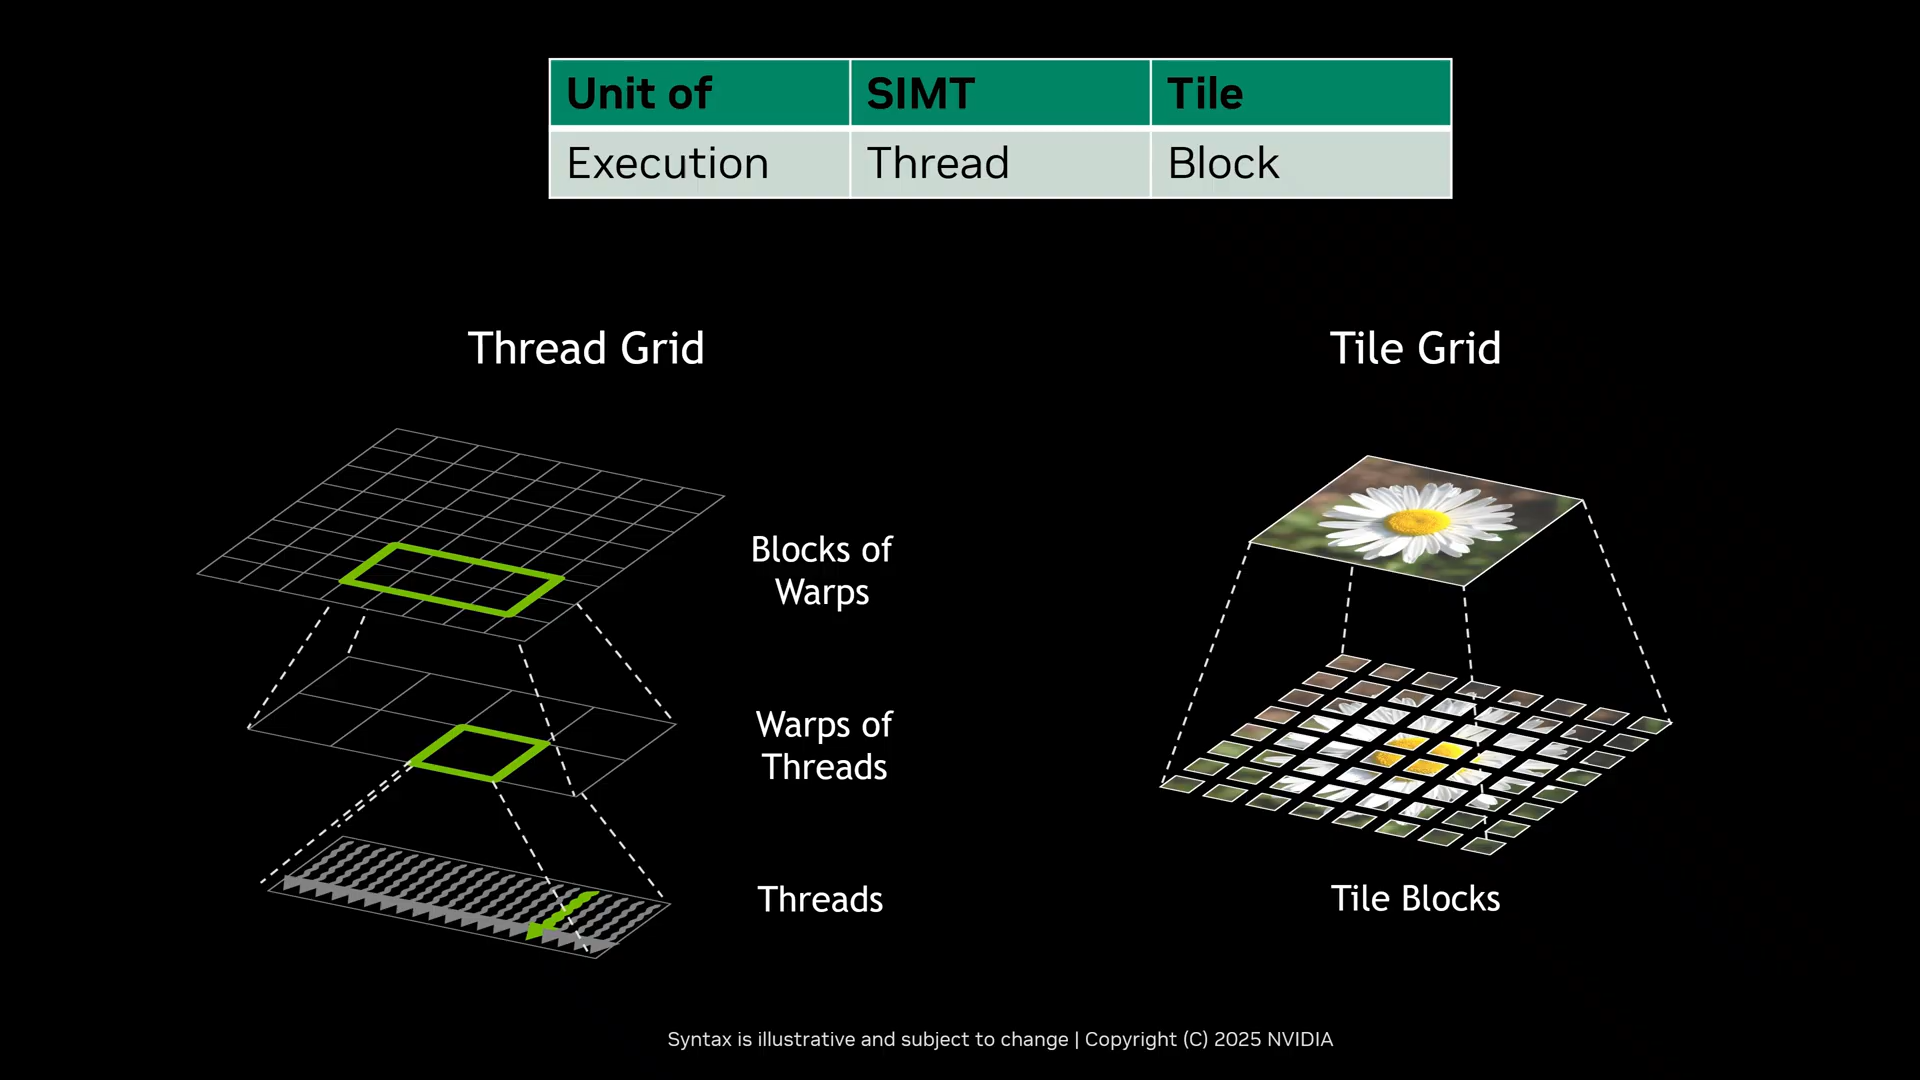 Unit of SIMT Tile
Execution Thread Block
Thread Grid
Tile Grid
Blocks of
Warps
Warps of
Threads
Threads
Tile Blocks
Syntax is illustrative and subject to change | Copyright (C) 2025 NVIDIA